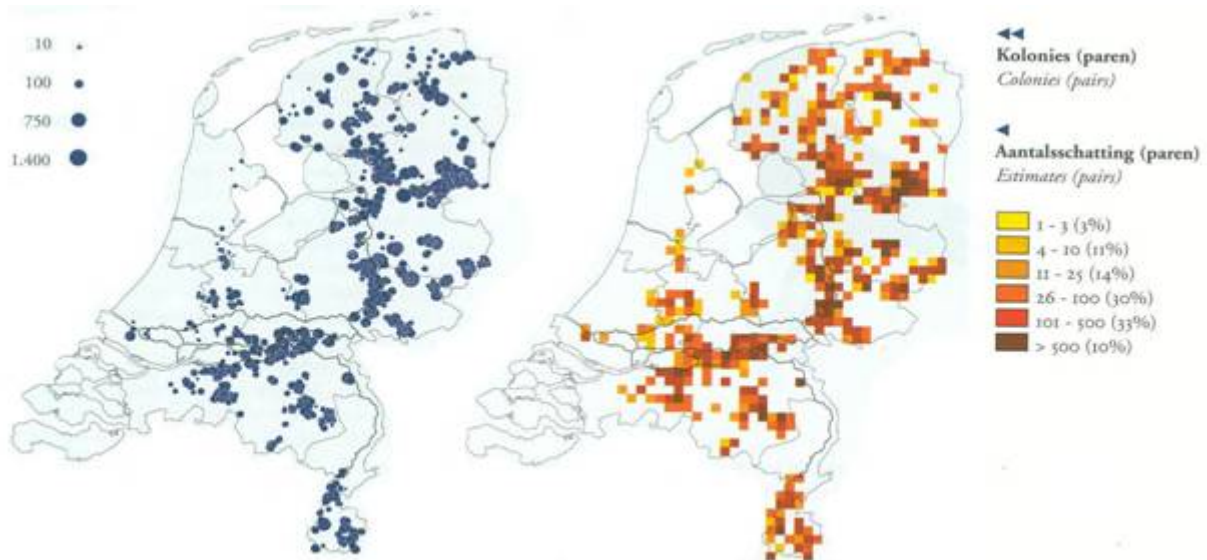 10
100
750
1.400
Kolonies (paren)
Colonies (pairs)
Aantalsschatting (paren)
Estimates (pairs)
1 - 3 (3%)
4 - 10 (11%)
11 - 25 (14%)
26 - 100 (30%)
101 - 500 (33%)
> 500 (10%)